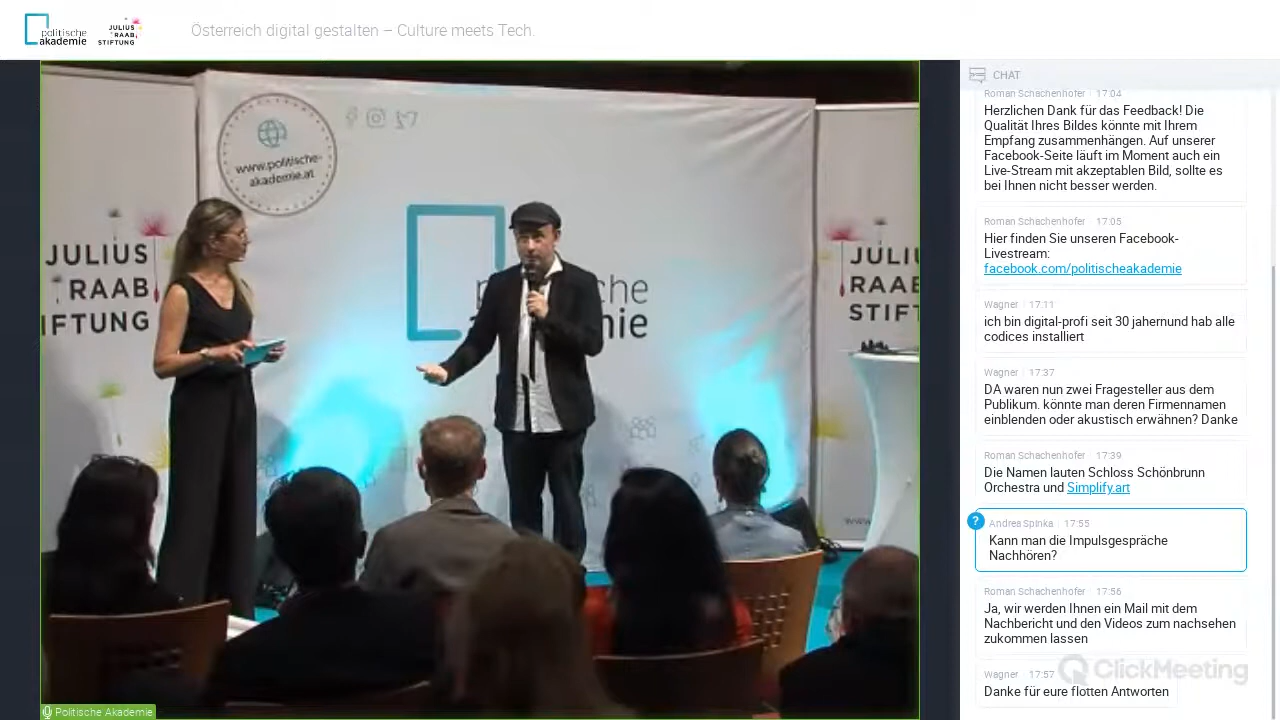 politische
akademie
JULIUS
RAAB
STIFTUNG
Österreich digital gestalten – Culture meets Tech.
www.politische-
akademie.at
JULIUS
RAAB
IFTUNG
akademie
JULIUS
RAAB
STIFT
www
Politische Akademie
CHAT
Roman Schachenhofer 17:04
Herzlichen Dank für das Feedback! Die
Qualität Ihres Bildes könnte mit Ihrem
Empfang zusammenhängen. Auf unserer
Facebook-Seite läuft im Moment auch ein
Live-Stream mit akzeptablen Bild, sollte es
bei Ihnen nicht besser werden.
Roman Schachenhofer 17:05
Hier finden Sie unseren Facebook-
Livestream:
facebook.com/politischeakademie
Wagner 17:11
ich bin digital-profi seit 30 jahernund hab alle
codices installiert
Wagner 17:37
DA waren nun zwei Fragesteller aus dem
Publikum. könnte man deren Firmennamen
einblenden oder akustisch erwähnen? Danke
Roman Schachenhofer 17:39
Die Namen lauten Schloss Schönbrunn
Orchestra und Simplify.art
?
Andrea Spinka 17:55
Kann man die Impulsgespräche
Nachhören?
Roman Schachenhofer 17:56
Ja, wir werden Ihnen ein Mail mit dem
Nachbericht und den Videos zum nachsehen
zukommen lassen
Wagner 17:57
Danke für eure flotten Antworten
ClickMeeting